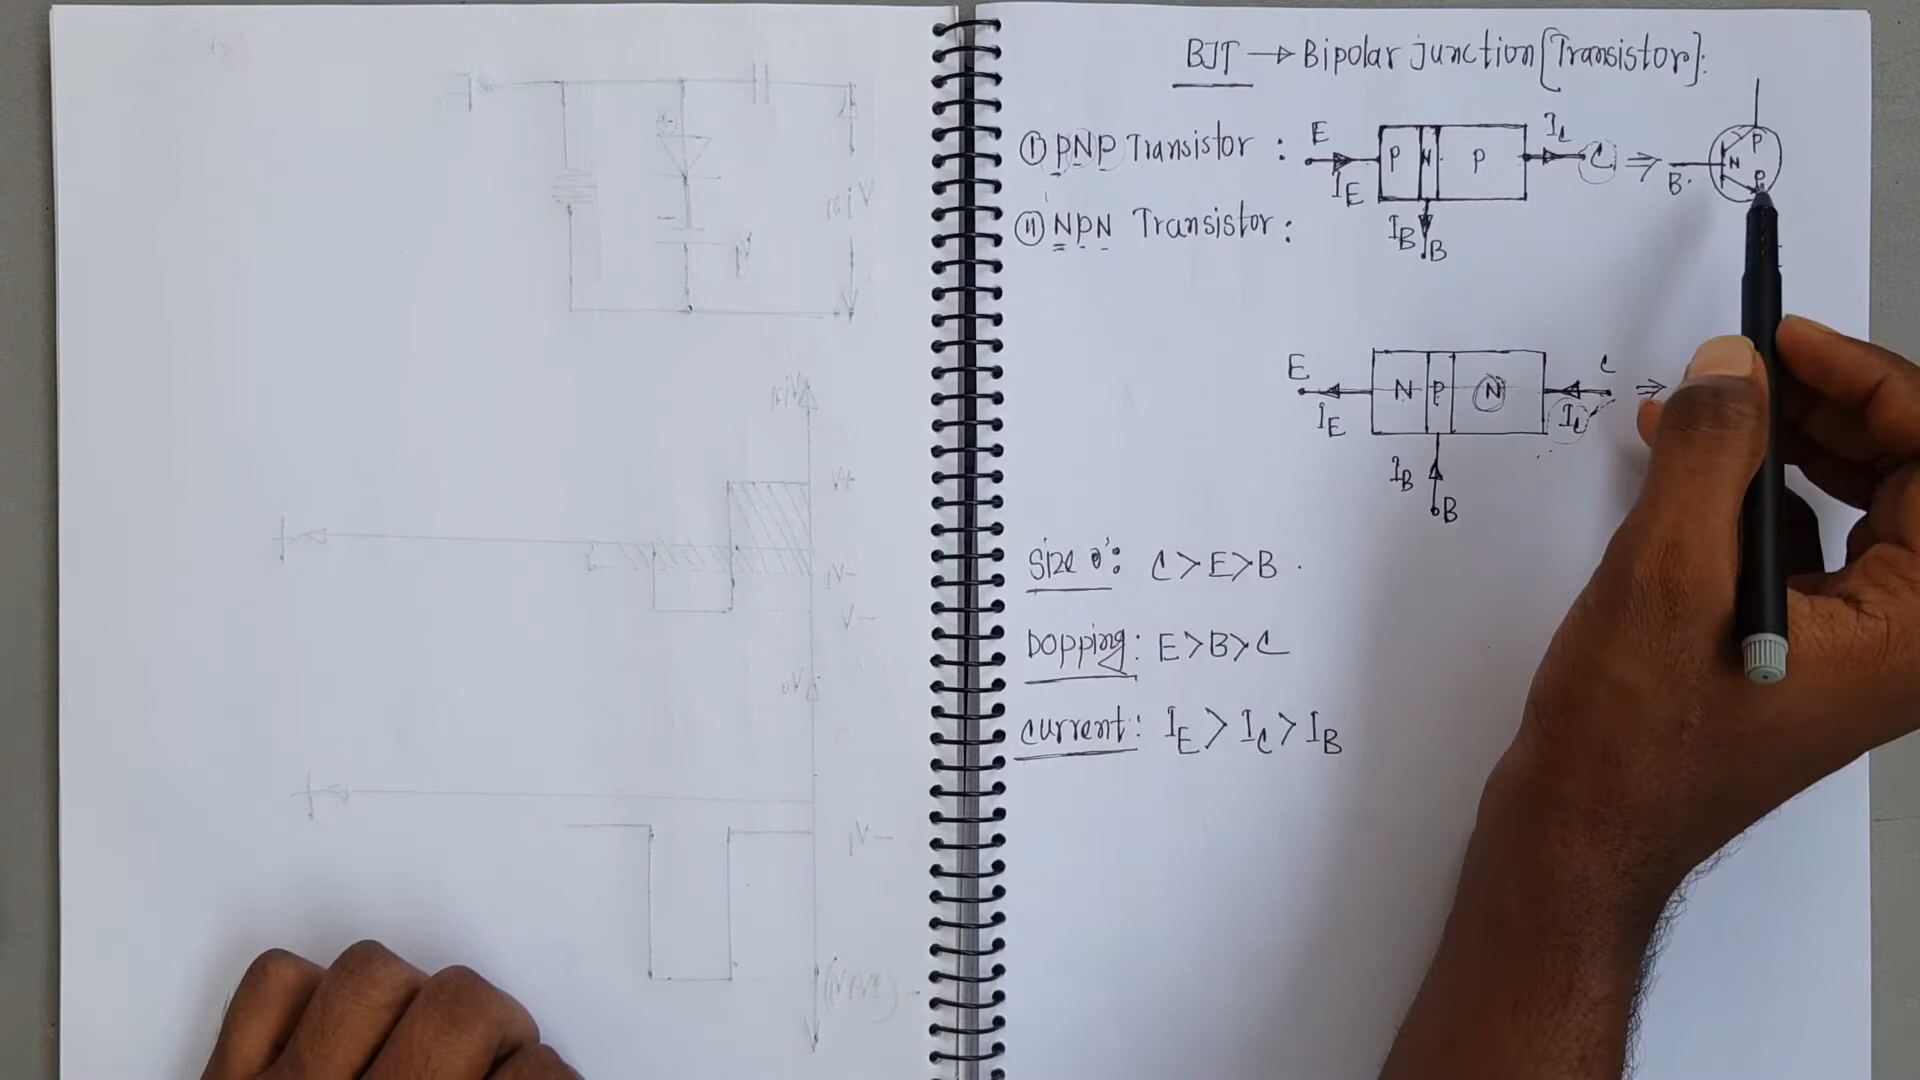 BJT → Bipolar junction [Transistor]:
① PNP Transistor :
E
P N P
I_C
C ⇒
I_E
I_B
B
B
P
N
P
⑪ NPN Transistor :
E
N P N
C ⇒
I_E
I_C
I_B
B
Size : C > E > B .
Dopping : E > B > C
Current : I_E > I_C > I_B